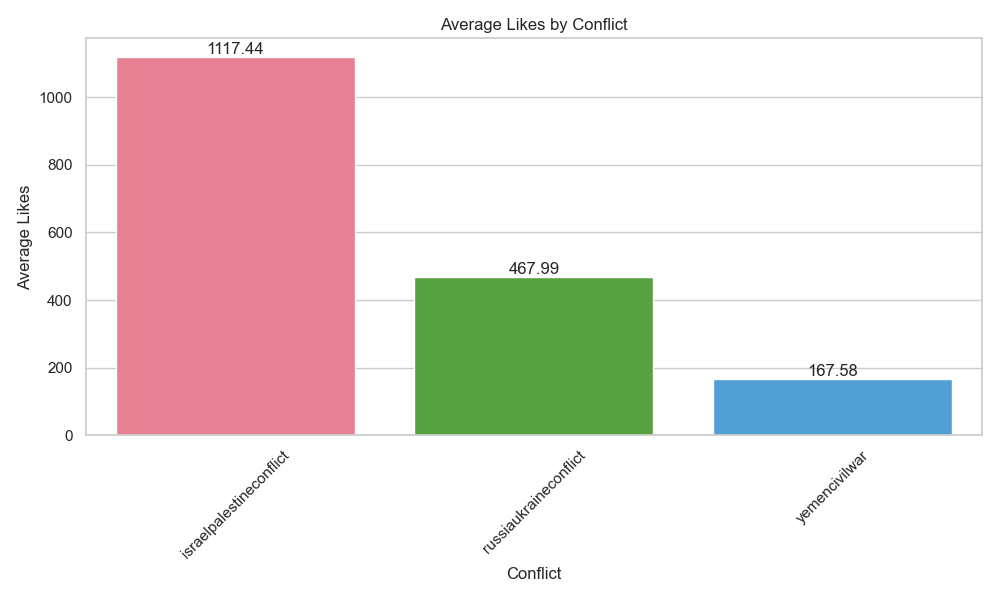 Average Likes by Conflict
1117.44
467.99
167.58
Average Likes
1000
800
600
400
200
0
israelpalestineconflict
russiaukraineconflict
yemencivilwar
Conflict